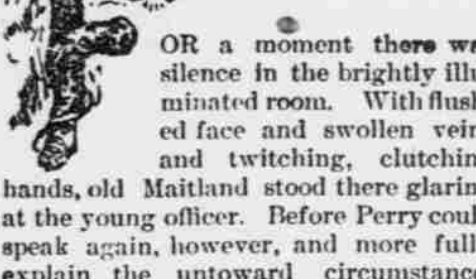 OR a moment there we
silence in the brightly illu
minated room. With flush
ed face and swollen vein
and twitching, clutchin
hands, old Maitland stood there glarin
at the young officer. Before Perry coul
speak again, however, and more full
explain the untoward circumstanc